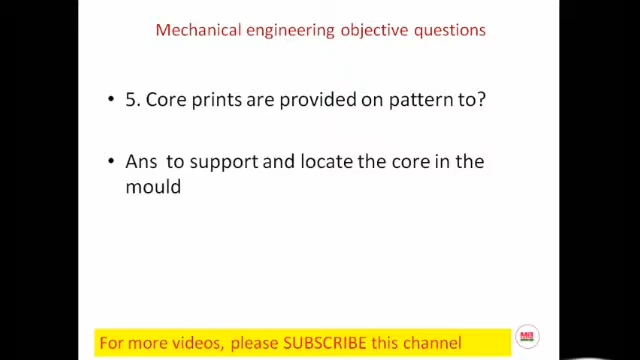 Mechanical engineering objective questions
• 5. Core prints are provided on pattern to?
• Ans  to support and locate the core in the
mould
For more videos, please SUBSCRIBE this channel